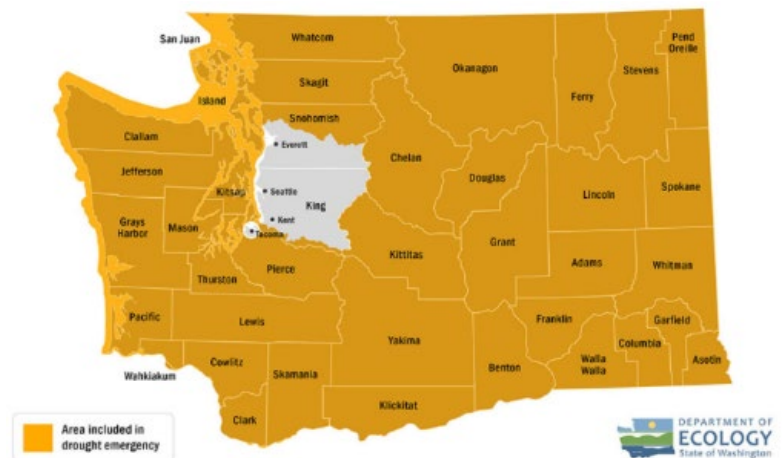 San Juan
Whatcom
Okanagon
Pend
Oreille
Skagit
Stevens
Ferry
Island
Snohomish
Clallam
Everett
Chelan
Jefferson
Douglas
Kitsap
Seattle
Lincoln
Spokane
King
Grays
Harbor
Mason
Kent
Tacoma
Grant
Kittitas
Adams
Whitman
Pierce
Thurston
Pacific
Lewis
Franklin
Garfield
Yakima
Columbia
Walla
Walla
Asotin
Cowlitz
Wahkiakum
Skamania
Benton
Clark
Klickitat
Area included in
drought emergency
DEPARTMENT OF
ECOLOGY
State of Washington